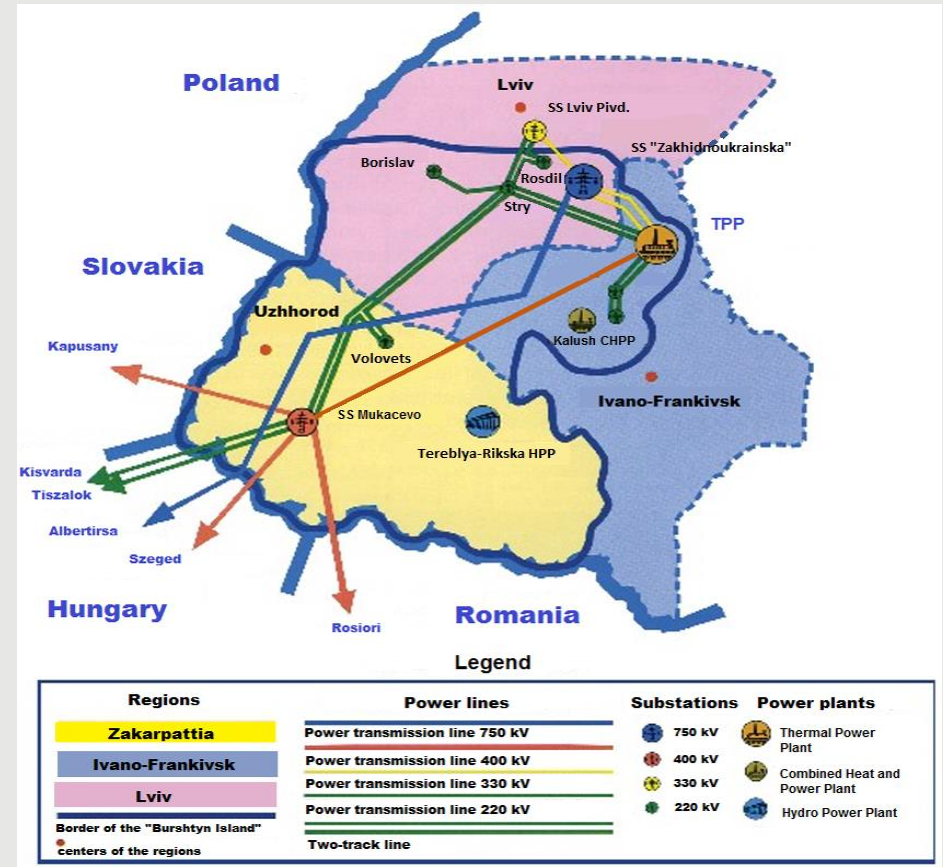 Poland
Lviv
SS Lviv Pivd.
SS "Zakhidnoukrainska"
Borislav
Rosdil
Stry
TPP
Slovakia
Uzhhorod
Kapusany
Volovets
Kalush CHPP
Ivano-Frankivsk
SS Mukacevo
Tereblya-Rikska HPP
Kisvarda
Tiszalok
Albertirsa
Szeged
Hungary
Romania
Rosiori
Legend
Regions
Zakarpattia
Ivano-Frankivsk
Lviv
Border of the "Burshtyn Island"
centers of the regions
Power lines
Power transmission line 750 kV
Power transmission line 400 kV
Power transmission line 330 kV
Power transmission line 220 kV
Two-track line
Substations
750 kV
400 kV
330 kV
220 kV
Power plants
Thermal Power
Plant
Combined Heat and
Power Plant
Hydro Power Plant